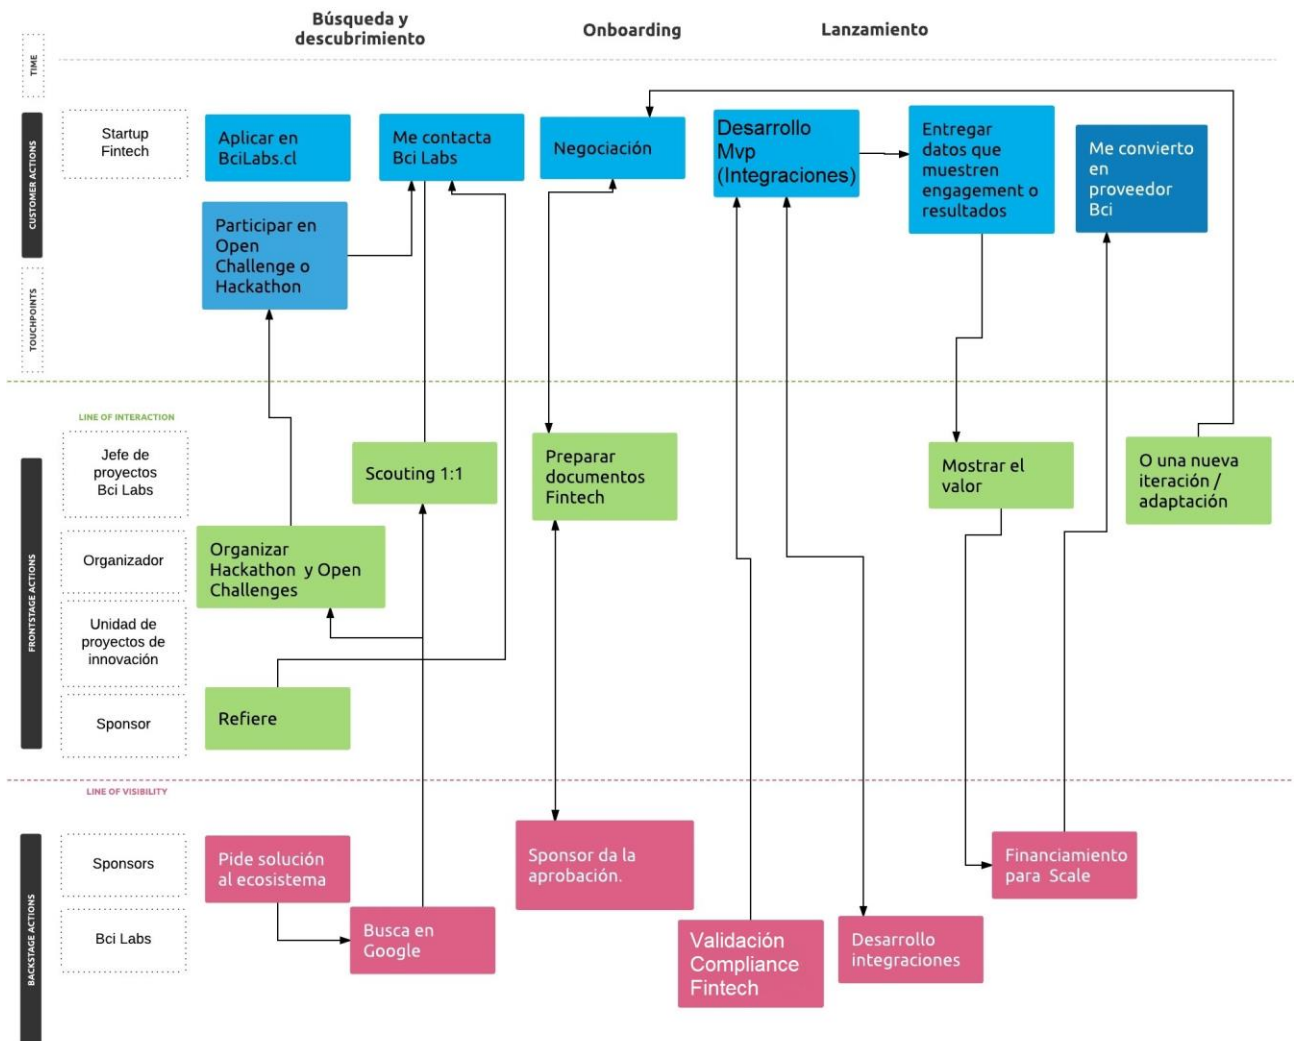 Búsqueda y
descubrimiento
Onboarding
Lanzamiento
TIME
CUSTOMER ACTIONS
TOUCHPOINTS
Startup
Fintech
Aplicar en
BciLabs.cl
Me contacta
Bci Labs
Negociación
Desarrollo
Mvp
(Integraciones)
Entregar
datos que
muestren
engagement o
resultados
Me convierto
en
proveedor
Bci
Participar en
Open
Challenge o
Hackathon
LINE OF INTERACTION
FRONTSTAGE ACTIONS
Jefe de
proyectos
Bci Labs
Scouting 1:1
Preparar
documentos
Fintech
Mostrar el
valor
O una nueva
iteración /
adaptación
Organizador
Organizar
Hackathon y Open
Challenges
Unidad de
proyectos de
innovación
Sponsor
Refiere
LINE OF VISIBILITY
BACKSTAGE ACTIONS
Sponsors
Pide solución
al ecosistema
Sponsor da la
aprobación.
Financiamiento
para Scale
Bci Labs
Busca en
Google
Validación
Compliance
Fintech
Desarrollo
integraciones